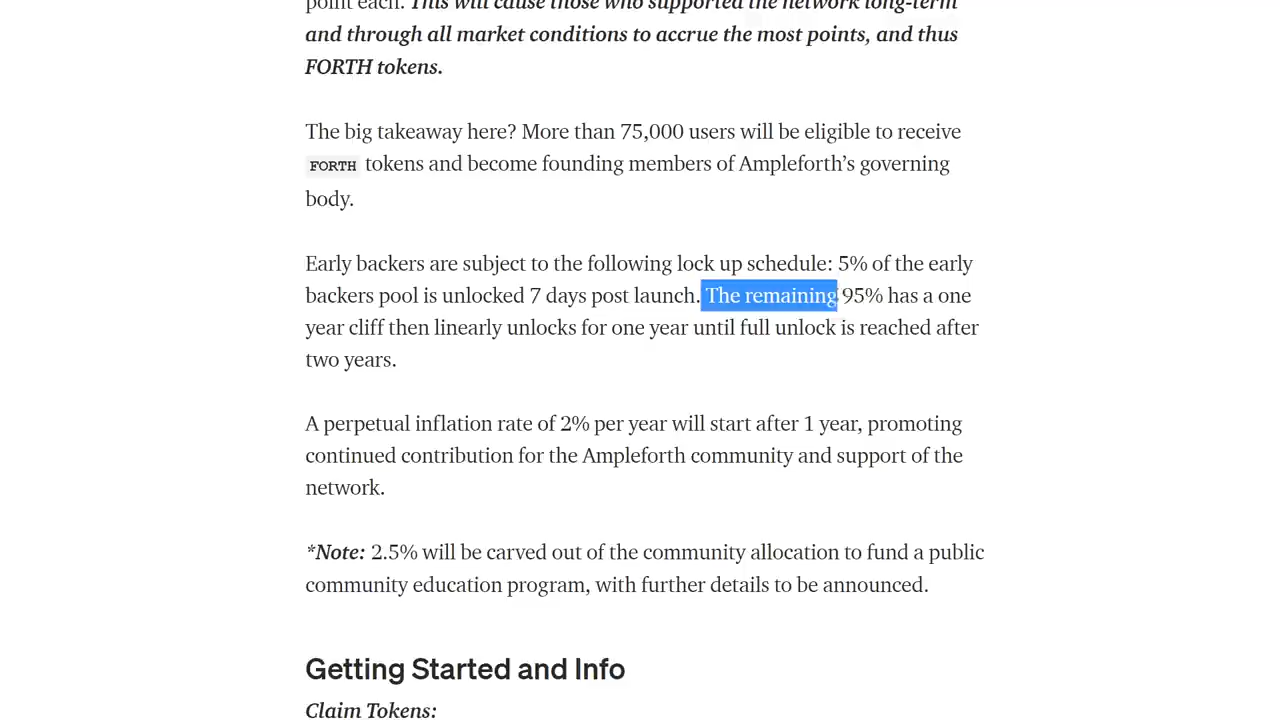 point each. This will cause those who supported the network long-term
and through all market conditions to accrue the most points, and thus
FORTH tokens.
The big takeaway here? More than 75,000 users will be eligible to receive
FORTH tokens and become founding members of Ampleforth’s governing
body.
Early backers are subject to the following lock up schedule: 5% of the early
backers pool is unlocked 7 days post launch. The remaining 95% has a one
year cliff then linearly unlocks for one year until full unlock is reached after
two years.
A perpetual inflation rate of 2% per year will start after 1 year, promoting
continued contribution for the Ampleforth community and support of the
network.
*Note: 2.5% will be carved out of the community allocation to fund a public
community education program, with further details to be announced.
Getting Started and Info
Claim Tokens: